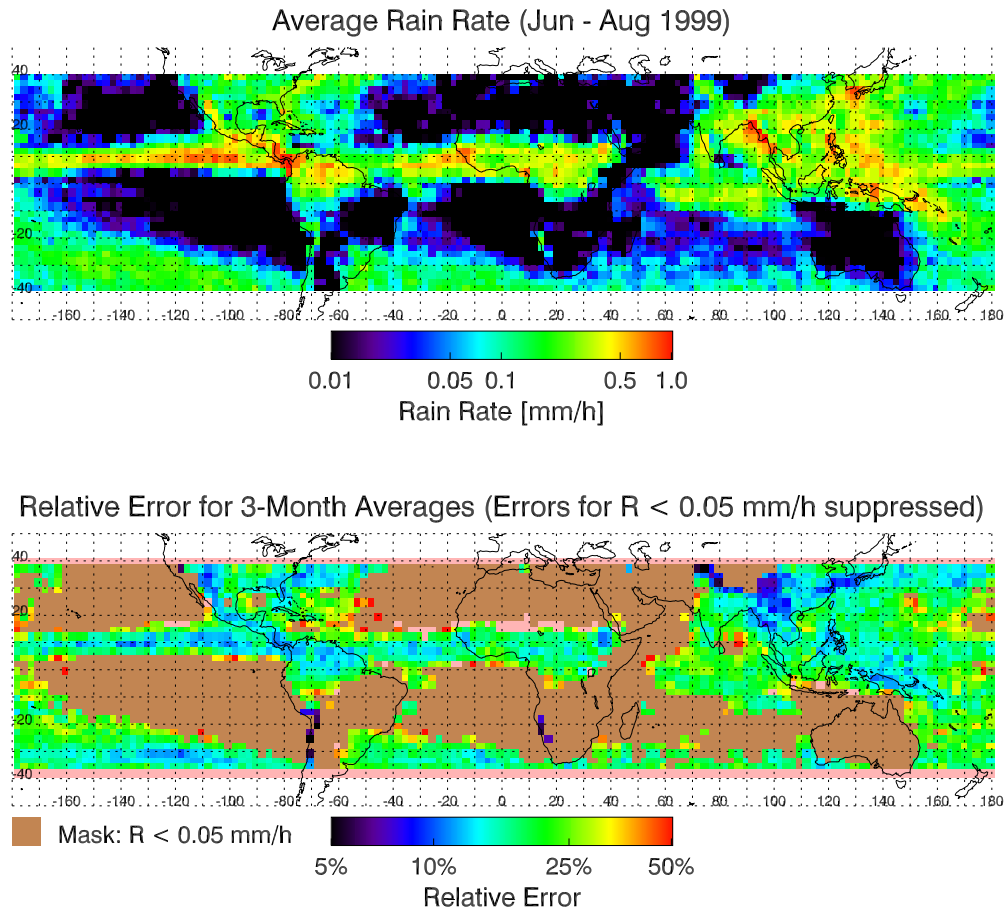 Average Rain Rate (Jun - Aug 1999)
40
20
-20
-40
-160 -140 -120 -100 -80 -60 -40 -20 0 20 40 60 80 100 120 140 160 180
0.01 0.05 0.1 0.5 1.0
Rain Rate [mm/h]
Relative Error for 3-Month Averages (Errors for R < 0.05 mm/h suppressed)
40
20
-20
-40
-160 -140 -120 -100 -80 -60 -40 -20 0 20 40 60 80 100 120 140 160 180
Mask: R < 0.05 mm/h
5% 10% 25% 50%
Relative Error